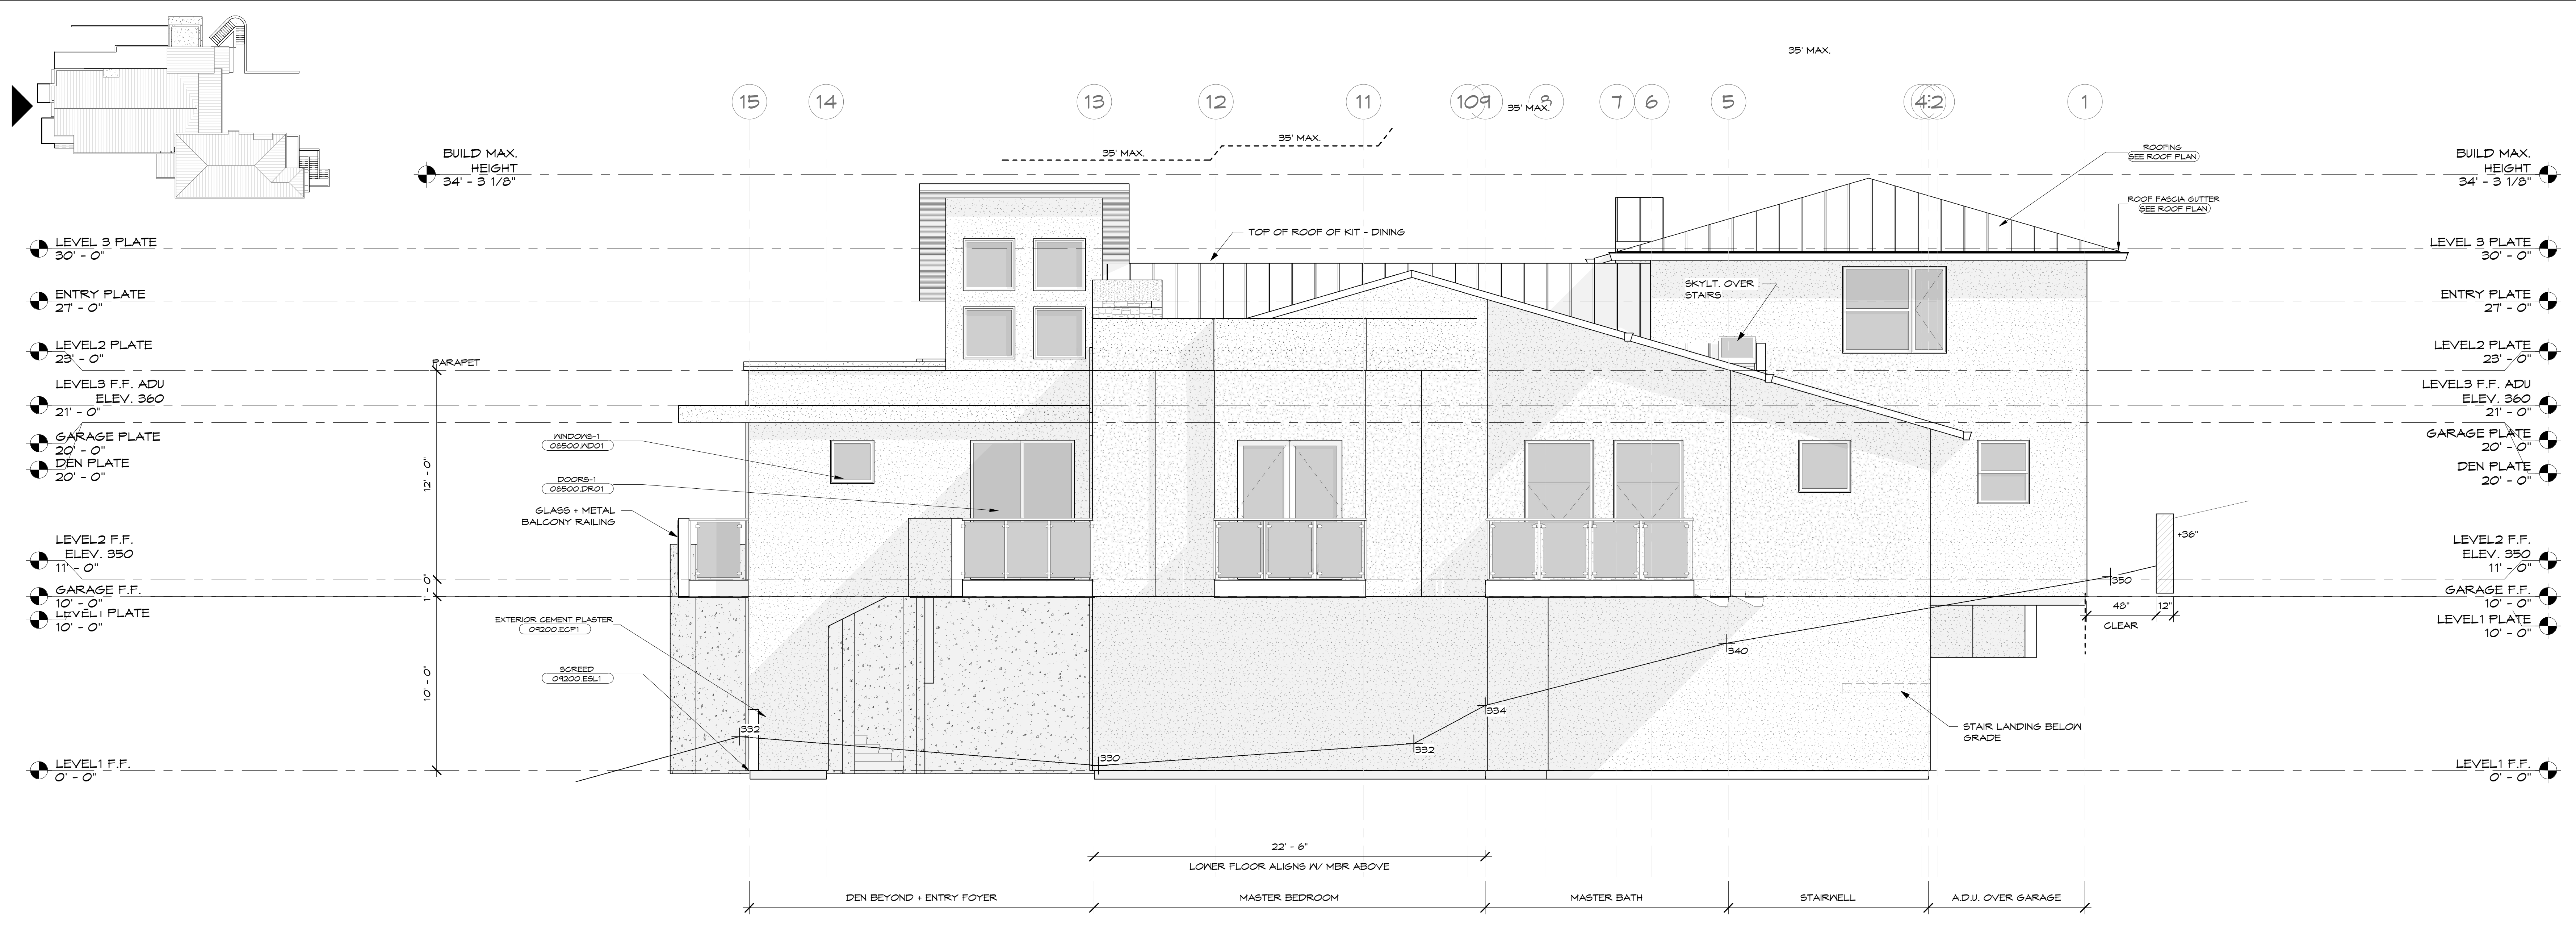 35' MAX.
15
14
13
12
11
10
9
8
7
6
5
4
2
1
35' MAX.
35' MAX.
35' MAX.
BUILD MAX.
HEIGHT
34' - 3 1/8"
BUILD MAX.
HEIGHT
34' - 3 1/8"
ROOFING
SEE ROOF PLAN
ROOF FASCIA GUTTER
SEE ROOF PLAN
LEVEL 3 PLATE
30' - 0"
TOP OF ROOF OF KIT - DINING
LEVEL 3 PLATE
30' - 0"
ENTRY PLATE
27' - 0"
SKYLT. OVER
STAIRS
ENTRY PLATE
27' - 0"
LEVEL2 PLATE
23' - 0"
PARAPET
LEVEL2 PLATE
23' - 0"
LEVEL3 F.F. ADU
ELEV. 360
21' - 0"
LEVEL3 F.F. ADU
ELEV. 360
21' - 0"
GARAGE PLATE
20' - 0"
DEN PLATE
20' - 0"
12' - 0"
WINDOWS-1
08500.WD01
DOORS-1
08500.DR01
GLASS + METAL
BALCONY RAILING
GARAGE PLATE
20' - 0"
DEN PLATE
20' - 0"
+36"
LEVEL2 F.F.
ELEV. 350
11' - 0"
LEVEL2 F.F.
ELEV. 350
11' - 0"
350
1' - 0"
GARAGE F.F.
10' - 0"
LEVEL1 PLATE
10' - 0"
48"
12"
CLEAR
GARAGE F.F.
10' - 0"
LEVEL1 PLATE
10' - 0"
EXTERIOR CEMENT PLASTER
09200.ECP1
SCREED
09200.ESL1
10' - 0"
340
334
332
332
330
STAIR LANDING BELOW
GRADE
LEVEL1 F.F.
0' - 0"
LEVEL1 F.F.
0' - 0"
22' - 6"
LOWER FLOOR ALIGNS W/ MBR ABOVE
DEN BEYOND + ENTRY FOYER
MASTER BEDROOM
MASTER BATH
STAIRWELL
A.D.U. OVER GARAGE